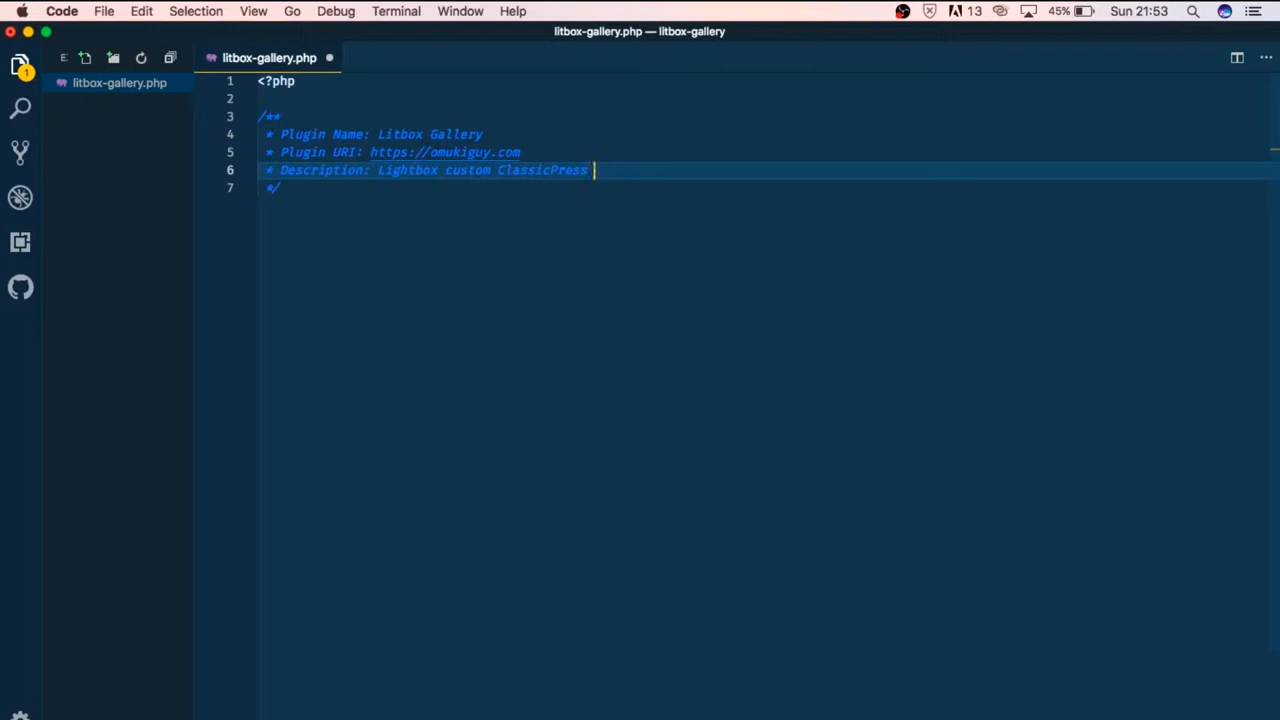 Code File Edit Selection View Go Debug Terminal Window Help 13 45% Sun 21:53
litbox-gallery.php — litbox-gallery
1
E litbox-gallery.php
litbox-gallery.php
1 <?php
2
3 /**
4 * Plugin Name: Litbox Gallery
5 * Plugin URI: https://omukiguy.com
6 * Description: Lightbox custom ClassicPress
7 */